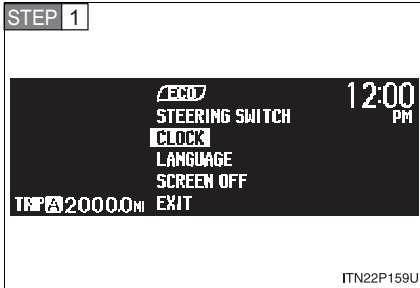 STEP 1
ECO
12:00
PM
STEERING SWITCH
CLOCK
LANGUAGE
SCREEN OFF
EXIT
TRIP A 2000.0 MI
ITN22P159U